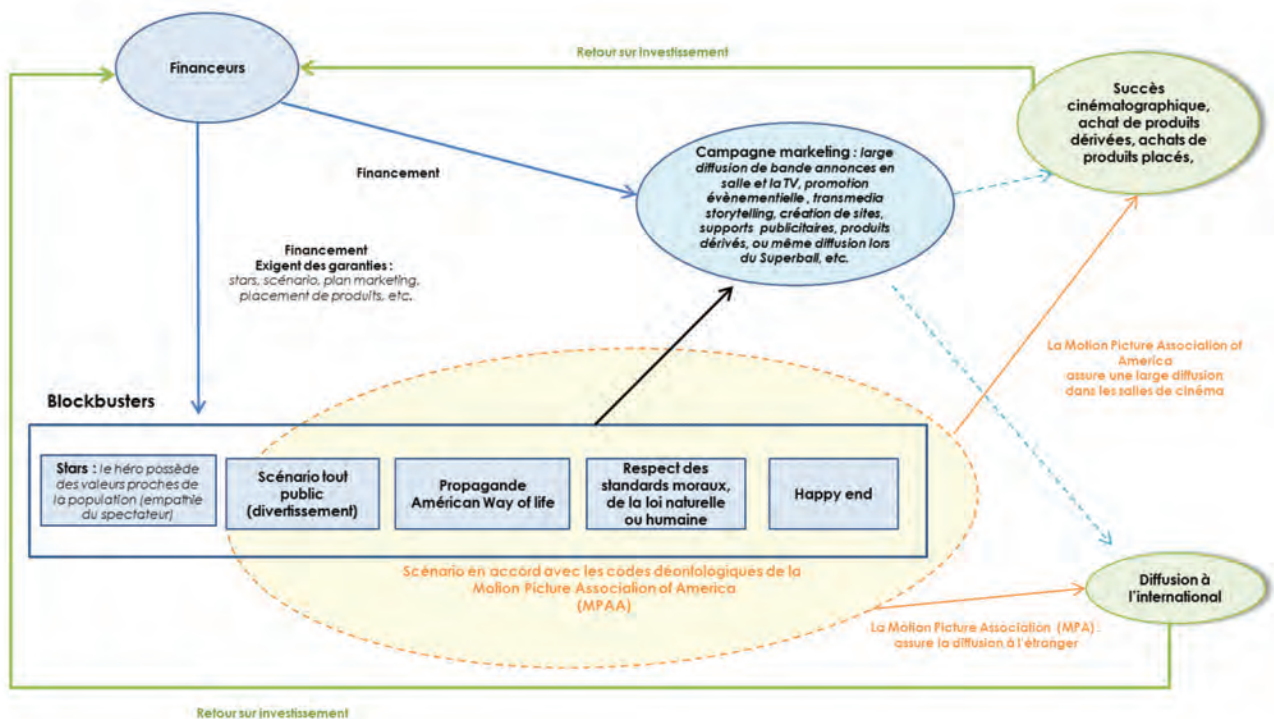 Retour sur investissement
Financeurs
Succès
cinématographique,
achat de produits
dérivées, achats de
produits placés,
Campagne marketing : large
diffusion de bande annonces en
salle et la TV, promotion
évènementielle , transmedia
storytelling, création de sites,
supports publicitaires, produits
dérivés, ou même diffusion lors
du Superball, etc.
Financement
Financement
Exigent des garanties :
stars, scénario, plan marketing,
placement de produits, etc.
La Motion Picture Association of
America
assure une large diffusion
dans les salles de cinéma
Blockbusters
Stars : le héro possède
des valeurs proches de
la population (empathie
du spectateur)
Scénario tout
public
(divertissement)
Propagande
Américan Way of life
Respect des
standards moraux,
de la loi naturelle
ou humaine
Happy end
Scénario en accord avec les codes déonfologiques de la
Motion Picture Association of America
(MPAA)
Diffusion à
l'international
La Motion Picture Association (MPA) :
assure la diffusion à l'étranger
Retour sur investissement